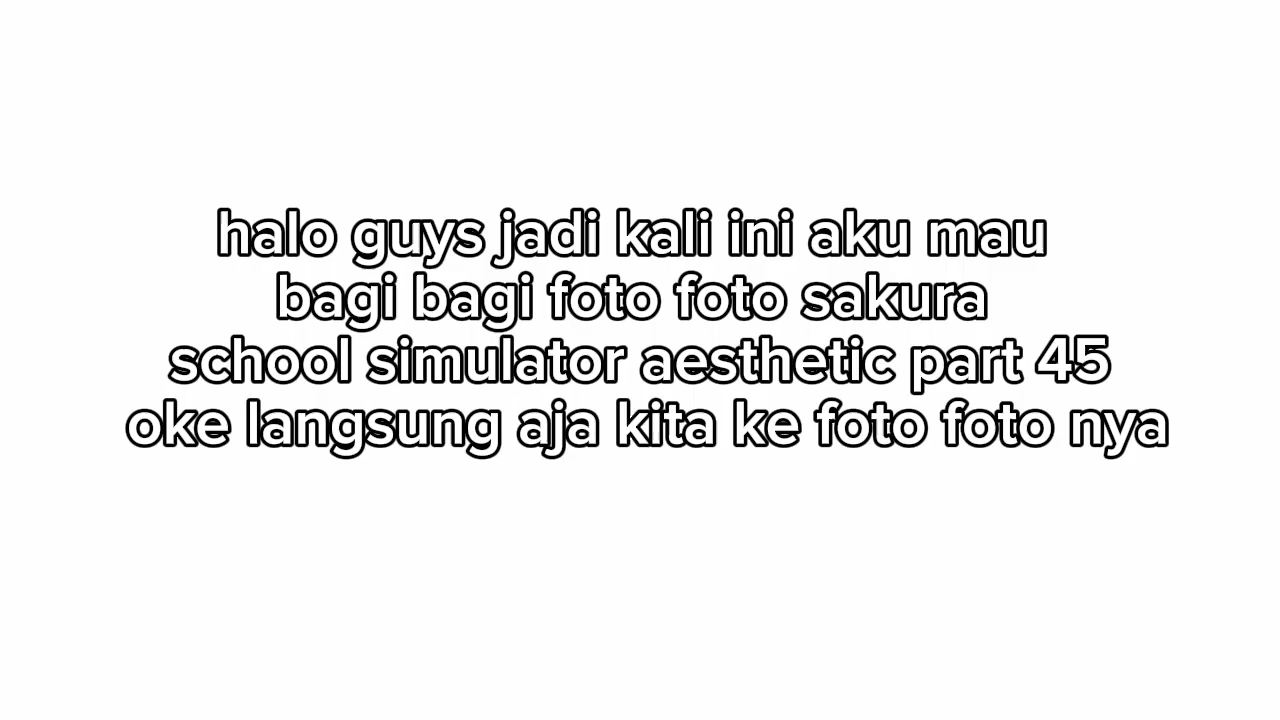 halo guys jadi kali ini aku mau
bagi bagi foto foto sakura
school simulator aesthetic part 45
oke langsung aja kita ke foto foto nya